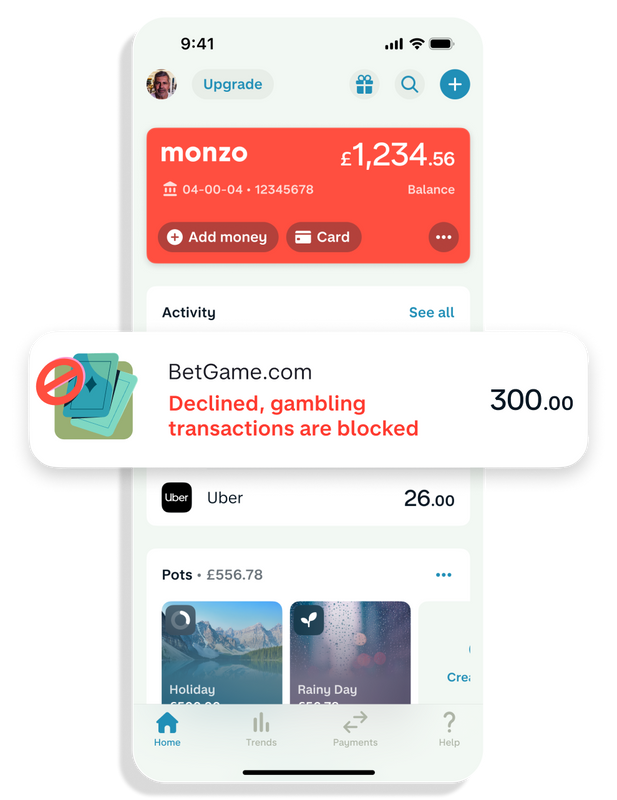 9:41
Upgrade
monzo
£1,234.56
04-00-04 • 12345678
Balance
Add money
Card
Activity
See all
BetGame.com
Declined, gambling
transactions are blocked
300.00
Uber
Uber
26.00
Pots • £556.78
Holiday
Rainy Day
Home
Trends
Payments
Help